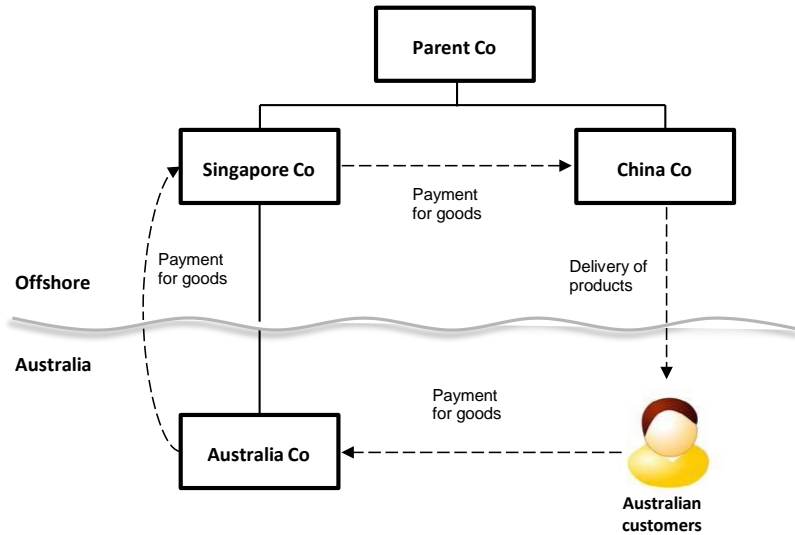 Parent Co
Singapore Co
China Co
Payment
for goods
Payment
for goods
Delivery of
products
Offshore
Australia
Payment
for goods
Australia Co
Australian
customers